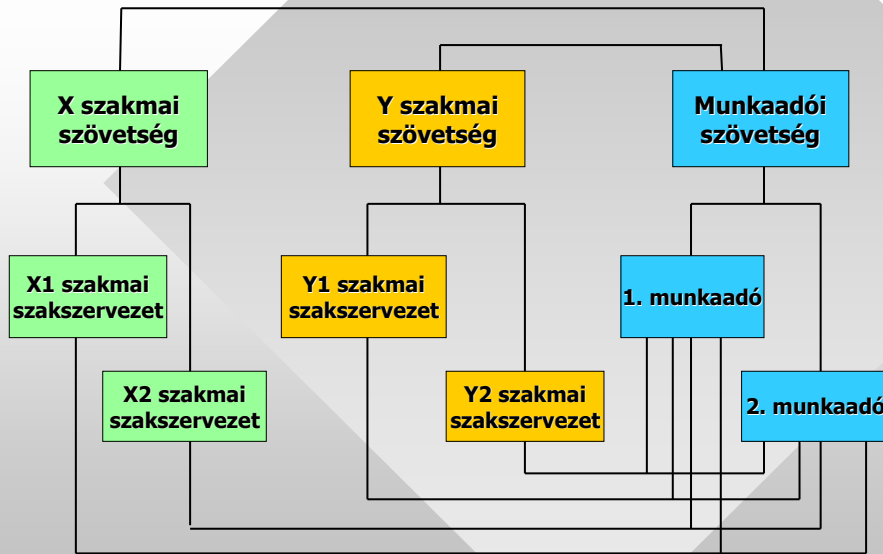 X szakmai
szövetség
Y szakmai
szövetség
Munkaadói
szövetség
X1 szakmai
szakszervezet
Y1 szakmai
szakszervezet
1. munkaadó
X2 szakmai
szakszervezet
Y2 szakmai
szakszervezet
2. munkaadó